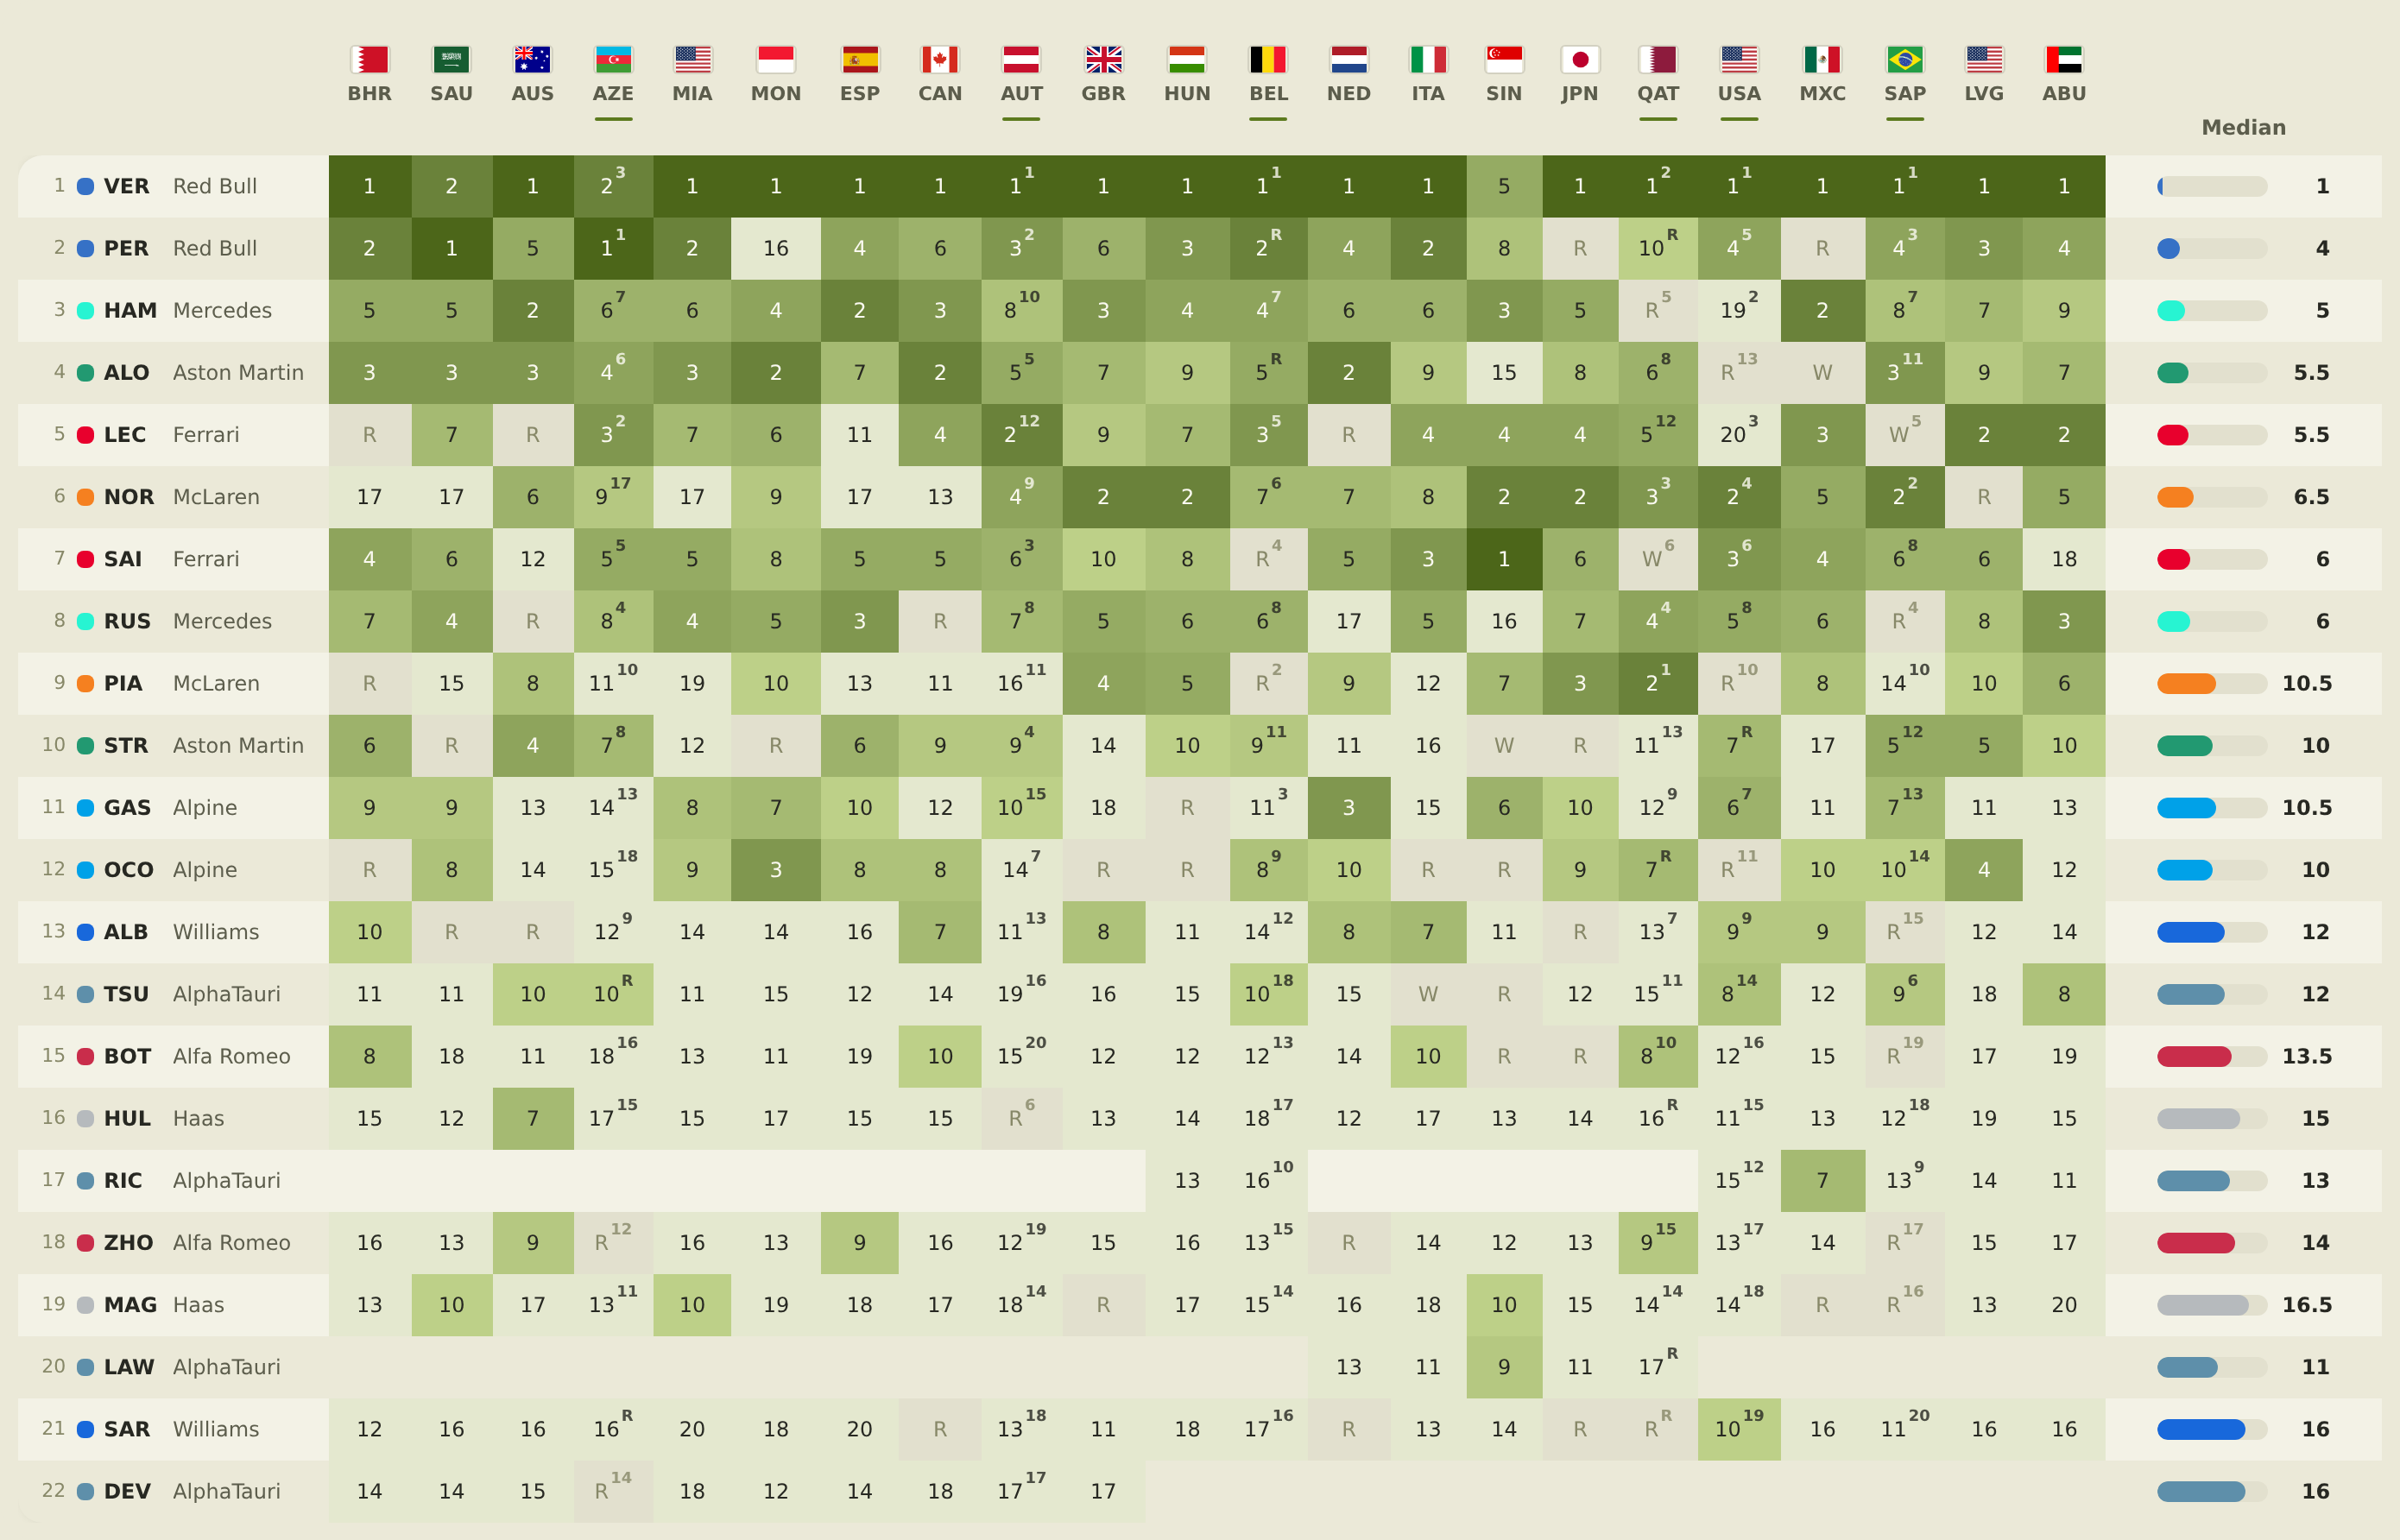 BHR SAU AUS AZE MIA MON ESP CAN AUT GBR HUN BEL NED ITA SIN JPN QAT USA MXC SAP LVG ABU
Median
1 VER Red Bull 1 2 1 2 3 1 1 1 1 1 1 1 1 1 1 1 1 5 1 1 2 1 1 1 1 1 1 1 1
2 PER Red Bull 2 1 5 1 1 2 16 4 6 3 2 6 3 2 R 4 2 8 R 10 R 4 5 R 4 3 3 4 4
3 HAM Mercedes 5 5 2 6 7 6 4 2 3 8 10 3 4 4 7 6 6 3 5 R 5 19 2 2 8 7 7 9 5
4 ALO Aston Martin 3 3 3 4 6 3 2 7 2 5 5 7 9 5 R 2 9 15 8 6 8 R 13 W 3 11 9 7 5.5
5 LEC Ferrari R 7 R 3 2 7 6 11 4 2 12 9 7 3 5 R 4 4 4 5 12 20 3 3 W 5 2 2 5.5
6 NOR McLaren 17 17 6 9 17 17 9 17 13 4 9 2 2 7 6 7 8 2 2 3 3 2 4 5 2 2 R 5 6.5
7 SAI Ferrari 4 6 12 5 5 5 8 5 5 6 3 10 8 R 4 5 3 1 6 W 6 3 6 4 6 8 6 18 6
8 RUS Mercedes 7 4 R 8 4 4 5 3 R 7 8 5 6 6 8 17 5 16 7 4 4 5 8 6 R 4 8 3 6
9 PIA McLaren R 15 8 11 10 19 10 13 11 16 11 4 5 R 2 9 12 7 3 2 1 R 10 8 14 10 10 6 10.5
10 STR Aston Martin 6 R 4 7 8 12 R 6 9 9 4 14 10 9 11 11 16 W R 11 13 7 R 17 5 12 5 10 10
11 GAS Alpine 9 9 13 14 13 8 7 10 12 10 15 18 R 11 3 3 15 6 10 12 9 6 7 11 7 13 11 13 10.5
12 OCO Alpine R 8 14 15 18 9 3 8 8 14 7 R R 8 9 10 R R 9 7 R R 11 10 10 14 4 12 10
13 ALB Williams 10 R R 12 9 14 14 16 7 11 13 8 11 14 12 8 7 11 R 13 7 9 9 9 R 15 12 14 12
14 TSU AlphaTauri 11 11 10 10 R 11 15 12 14 19 16 16 15 10 18 15 W R 12 15 11 8 14 12 9 6 18 8 12
15 BOT Alfa Romeo 8 18 11 18 16 13 11 19 10 15 20 12 12 12 13 14 10 R R 8 10 12 16 15 R 19 17 19 13.5
16 HUL Haas 15 12 7 17 15 15 17 15 15 R 6 13 14 18 17 12 17 13 14 16 R 11 15 13 12 18 19 15 15
17 RIC AlphaTauri 13 16 10 15 12 7 13 9 14 11 13
18 ZHO Alfa Romeo 16 13 9 R 12 16 13 9 16 12 19 15 16 13 15 R 14 12 13 9 15 13 17 14 R 17 15 17 14
19 MAG Haas 13 10 17 13 11 10 19 18 17 18 14 R 17 15 14 16 18 10 15 14 14 14 18 R R 16 13 20 16.5
20 LAW AlphaTauri 13 11 9 11 17 R 11
21 SAR Williams 12 16 16 16 R 20 18 20 R 13 18 11 18 17 16 R 13 14 R R R 10 19 16 11 20 16 16 16
22 DEV AlphaTauri 14 14 15 R 14 18 12 14 18 17 17 17 16